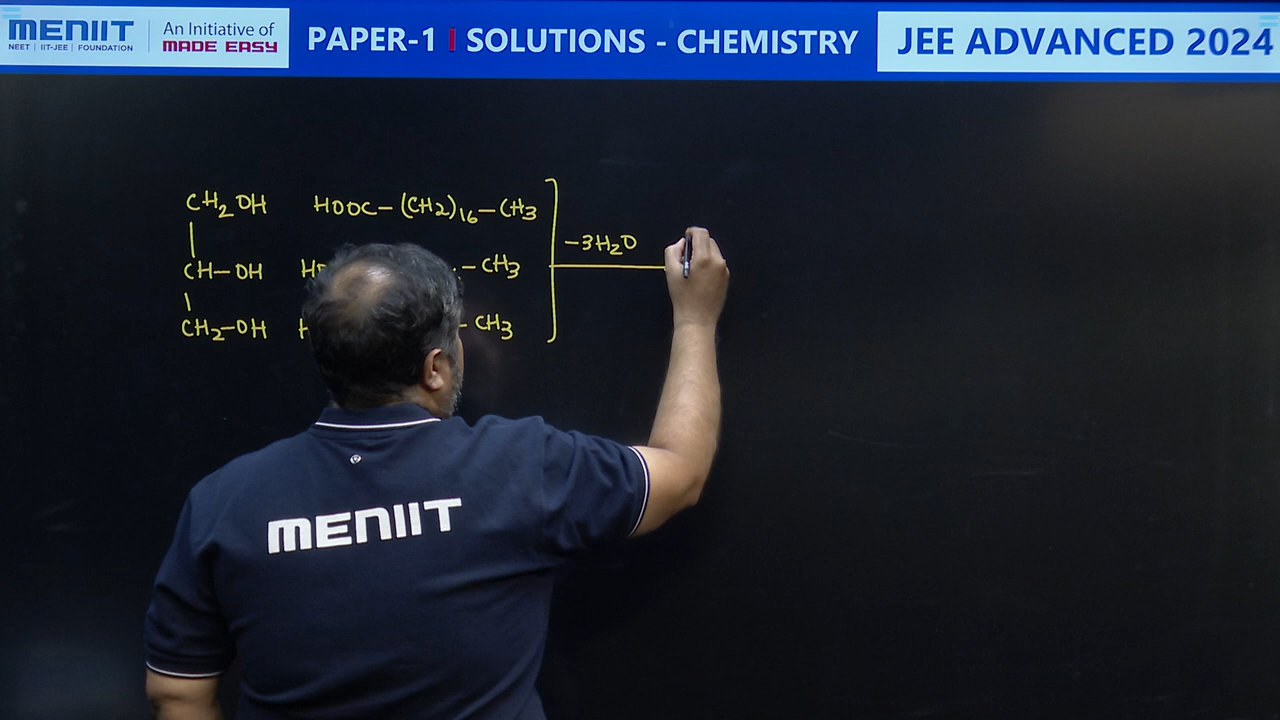 MENIIT
NEET | IIT-JEE | FOUNDATION
An Initiative of
MADE EASY
PAPER-1 | SOLUTIONS - CHEMISTRY
JEE ADVANCED 2024
CH₂OH HOOC–(CH₂)₁₆–CH₃
–3H₂O
CH–OH –CH₃
CH₂–OH –CH₃
MENIIT